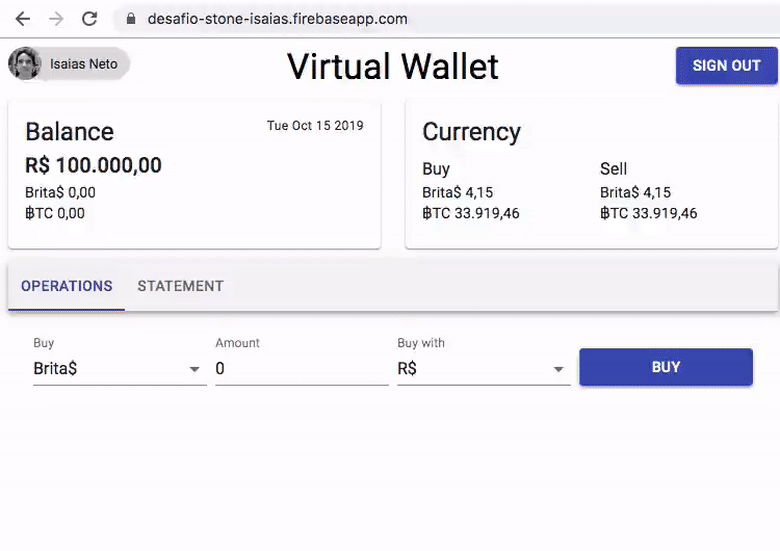 desafio-stone-isaias.firebaseapp.com
Isaias Neto
Virtual Wallet
SIGN OUT
Balance
Tue Oct 15 2019
R$ 100.000,00
Brita$ 0,00
₿TC 0,00
Currency
Buy
Sell
Brita$ 4,15
Brita$ 4,15
₿TC 33.919,46
₿TC 33.919,46
OPERATIONS
STATEMENT
Buy
Amount
Buy with
Brita$
0
R$
BUY